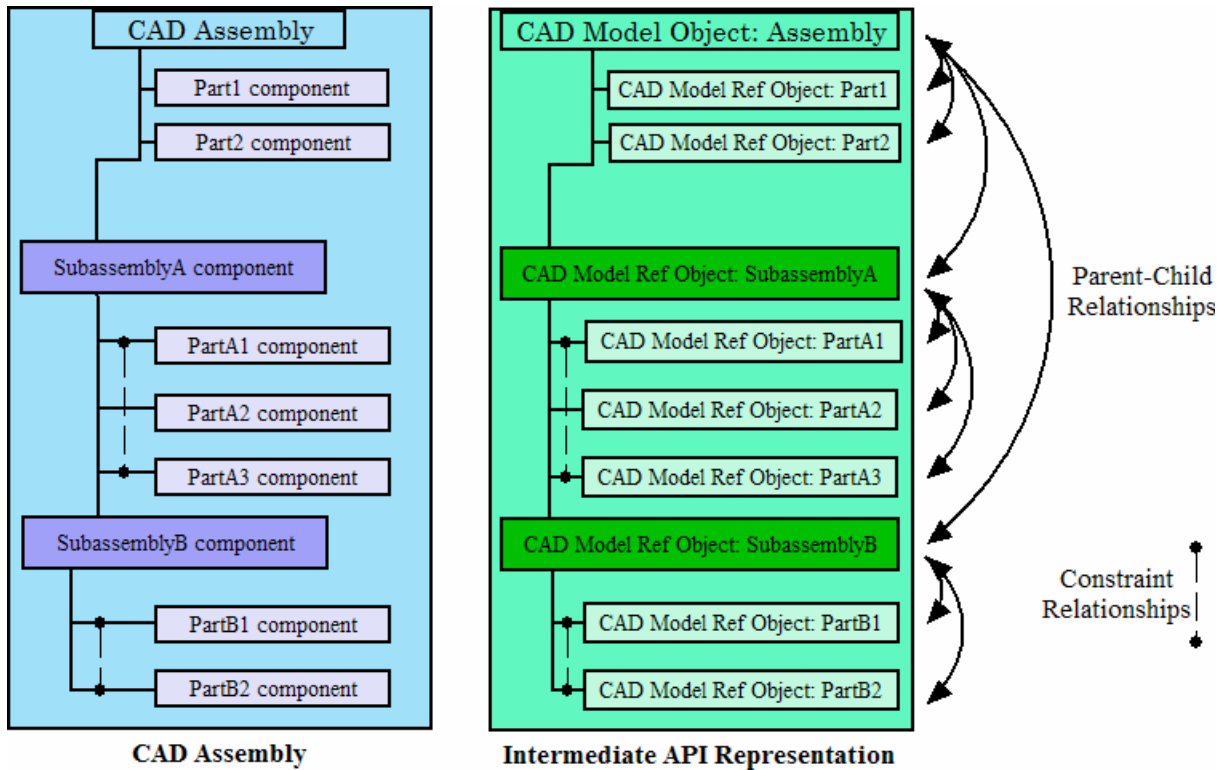 CAD Assembly
Part1 component
Part2 component
SubassemblyA component
PartA1 component
PartA2 component
PartA3 component
SubassemblyB component
PartB1 component
PartB2 component
CAD Assembly
CAD Model Object: Assembly
CAD Model Ref Object: Part1
CAD Model Ref Object: Part2
CAD Model Ref Object: SubassemblyA
CAD Model Ref Object: PartA1
CAD Model Ref Object: PartA2
CAD Model Ref Object: PartA3
CAD Model Ref Object: SubassemblyB
CAD Model Ref Object: PartB1
CAD Model Ref Object: PartB2
Intermediate API Representation
Parent-Child
Relationships
Constraint
Relationships